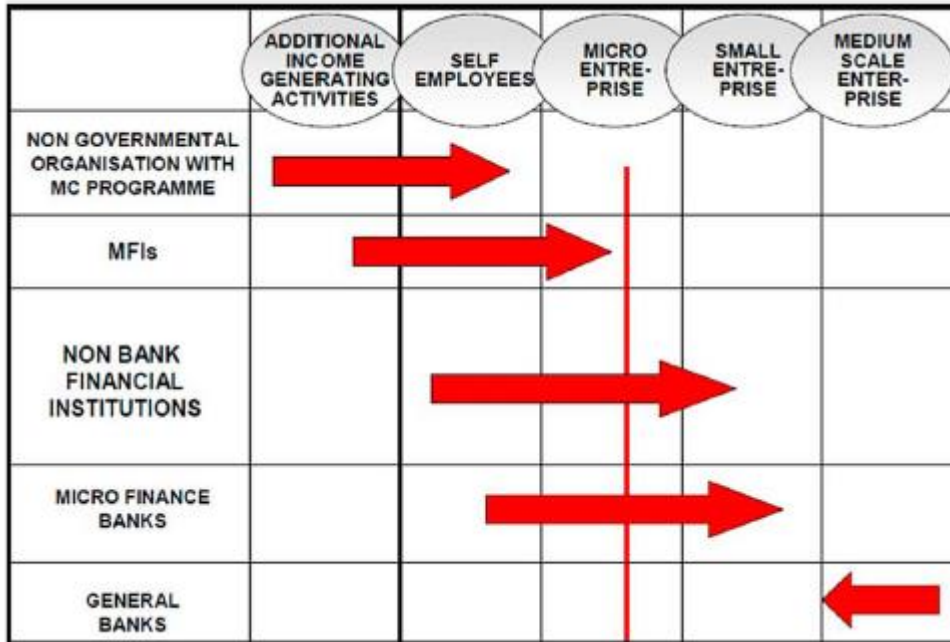 ADDITIONAL
INCOME
GENERATING
ACTIVITIES
SELF
EMPLOYEES
MICRO
ENTRE-
PRISE
SMALL
ENTRE-
PRISE
MEDIUM
SCALE
ENTER-
PRISE
NON GOVERNMENTAL
ORGANISATION WITH
MC PROGRAMME
MFIs
NON BANK
FINANCIAL
INSTITUTIONS
MICRO FINANCE
BANKS
GENERAL
BANKS